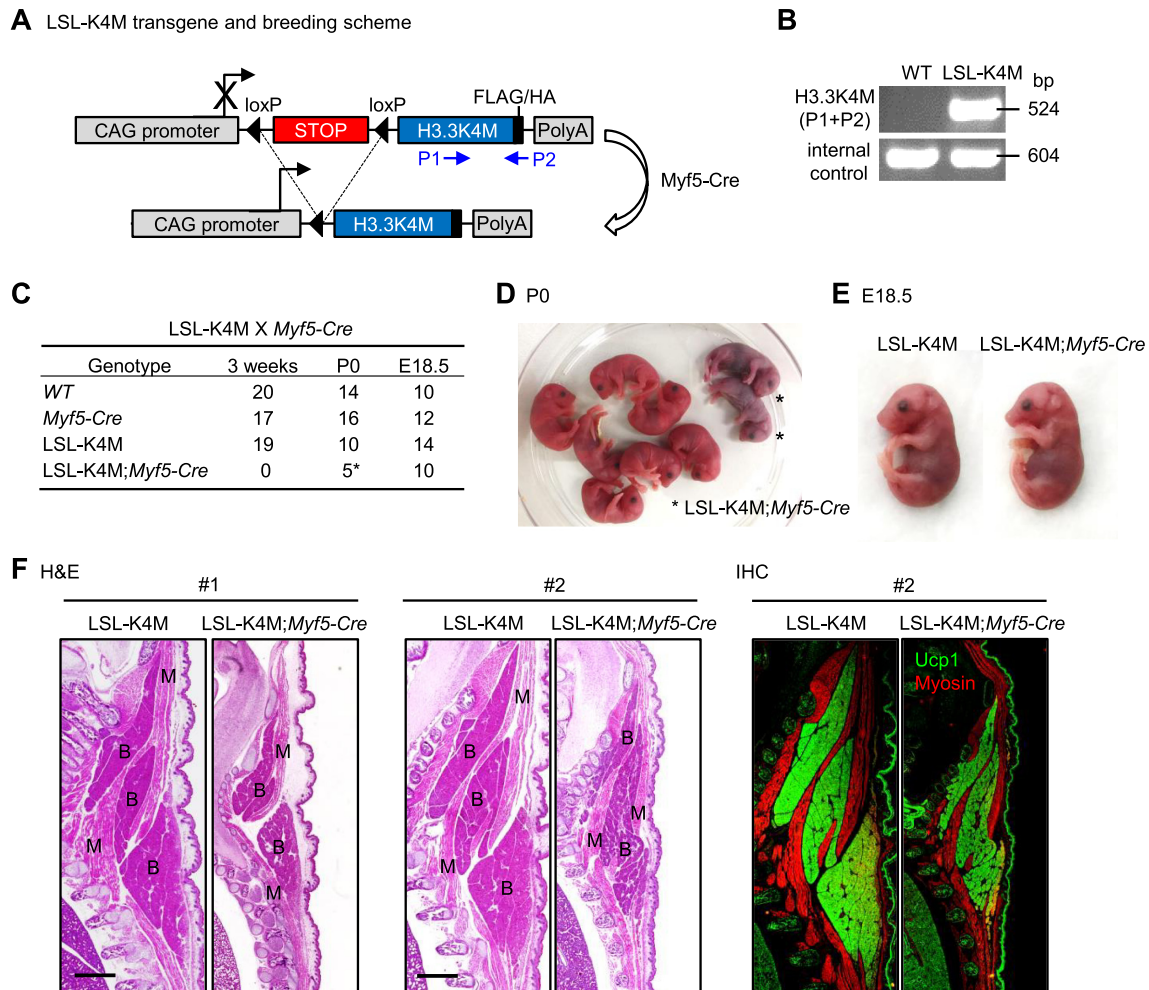 A LSL-K4M transgene and breeding scheme
loxP loxP FLAG/HA
CAG promoter STOP H3.3K4M PolyA
P1 P2
Myf5-Cre
CAG promoter H3.3K4M PolyA
B
WT LSL-K4M bp
H3.3K4M
(P1+P2)
524
internal
control
604
C
LSL-K4M X Myf5-Cre
Genotype 3 weeks P0 E18.5
WT 20 14 10
Myf5-Cre 17 16 12
LSL-K4M 19 10 14
LSL-K4M;Myf5-Cre 0 5* 10
D P0
*
*
* LSL-K4M;Myf5-Cre
E E18.5
LSL-K4M LSL-K4M;Myf5-Cre
F H&E
#1
LSL-K4M LSL-K4M;Myf5-Cre
M
B
B
M
B
M
B
B
M
#2
LSL-K4M LSL-K4M;Myf5-Cre
M
B
B
M
B
B
M
M
B
IHC
#2
LSL-K4M LSL-K4M;Myf5-Cre
Ucp1
Myosin